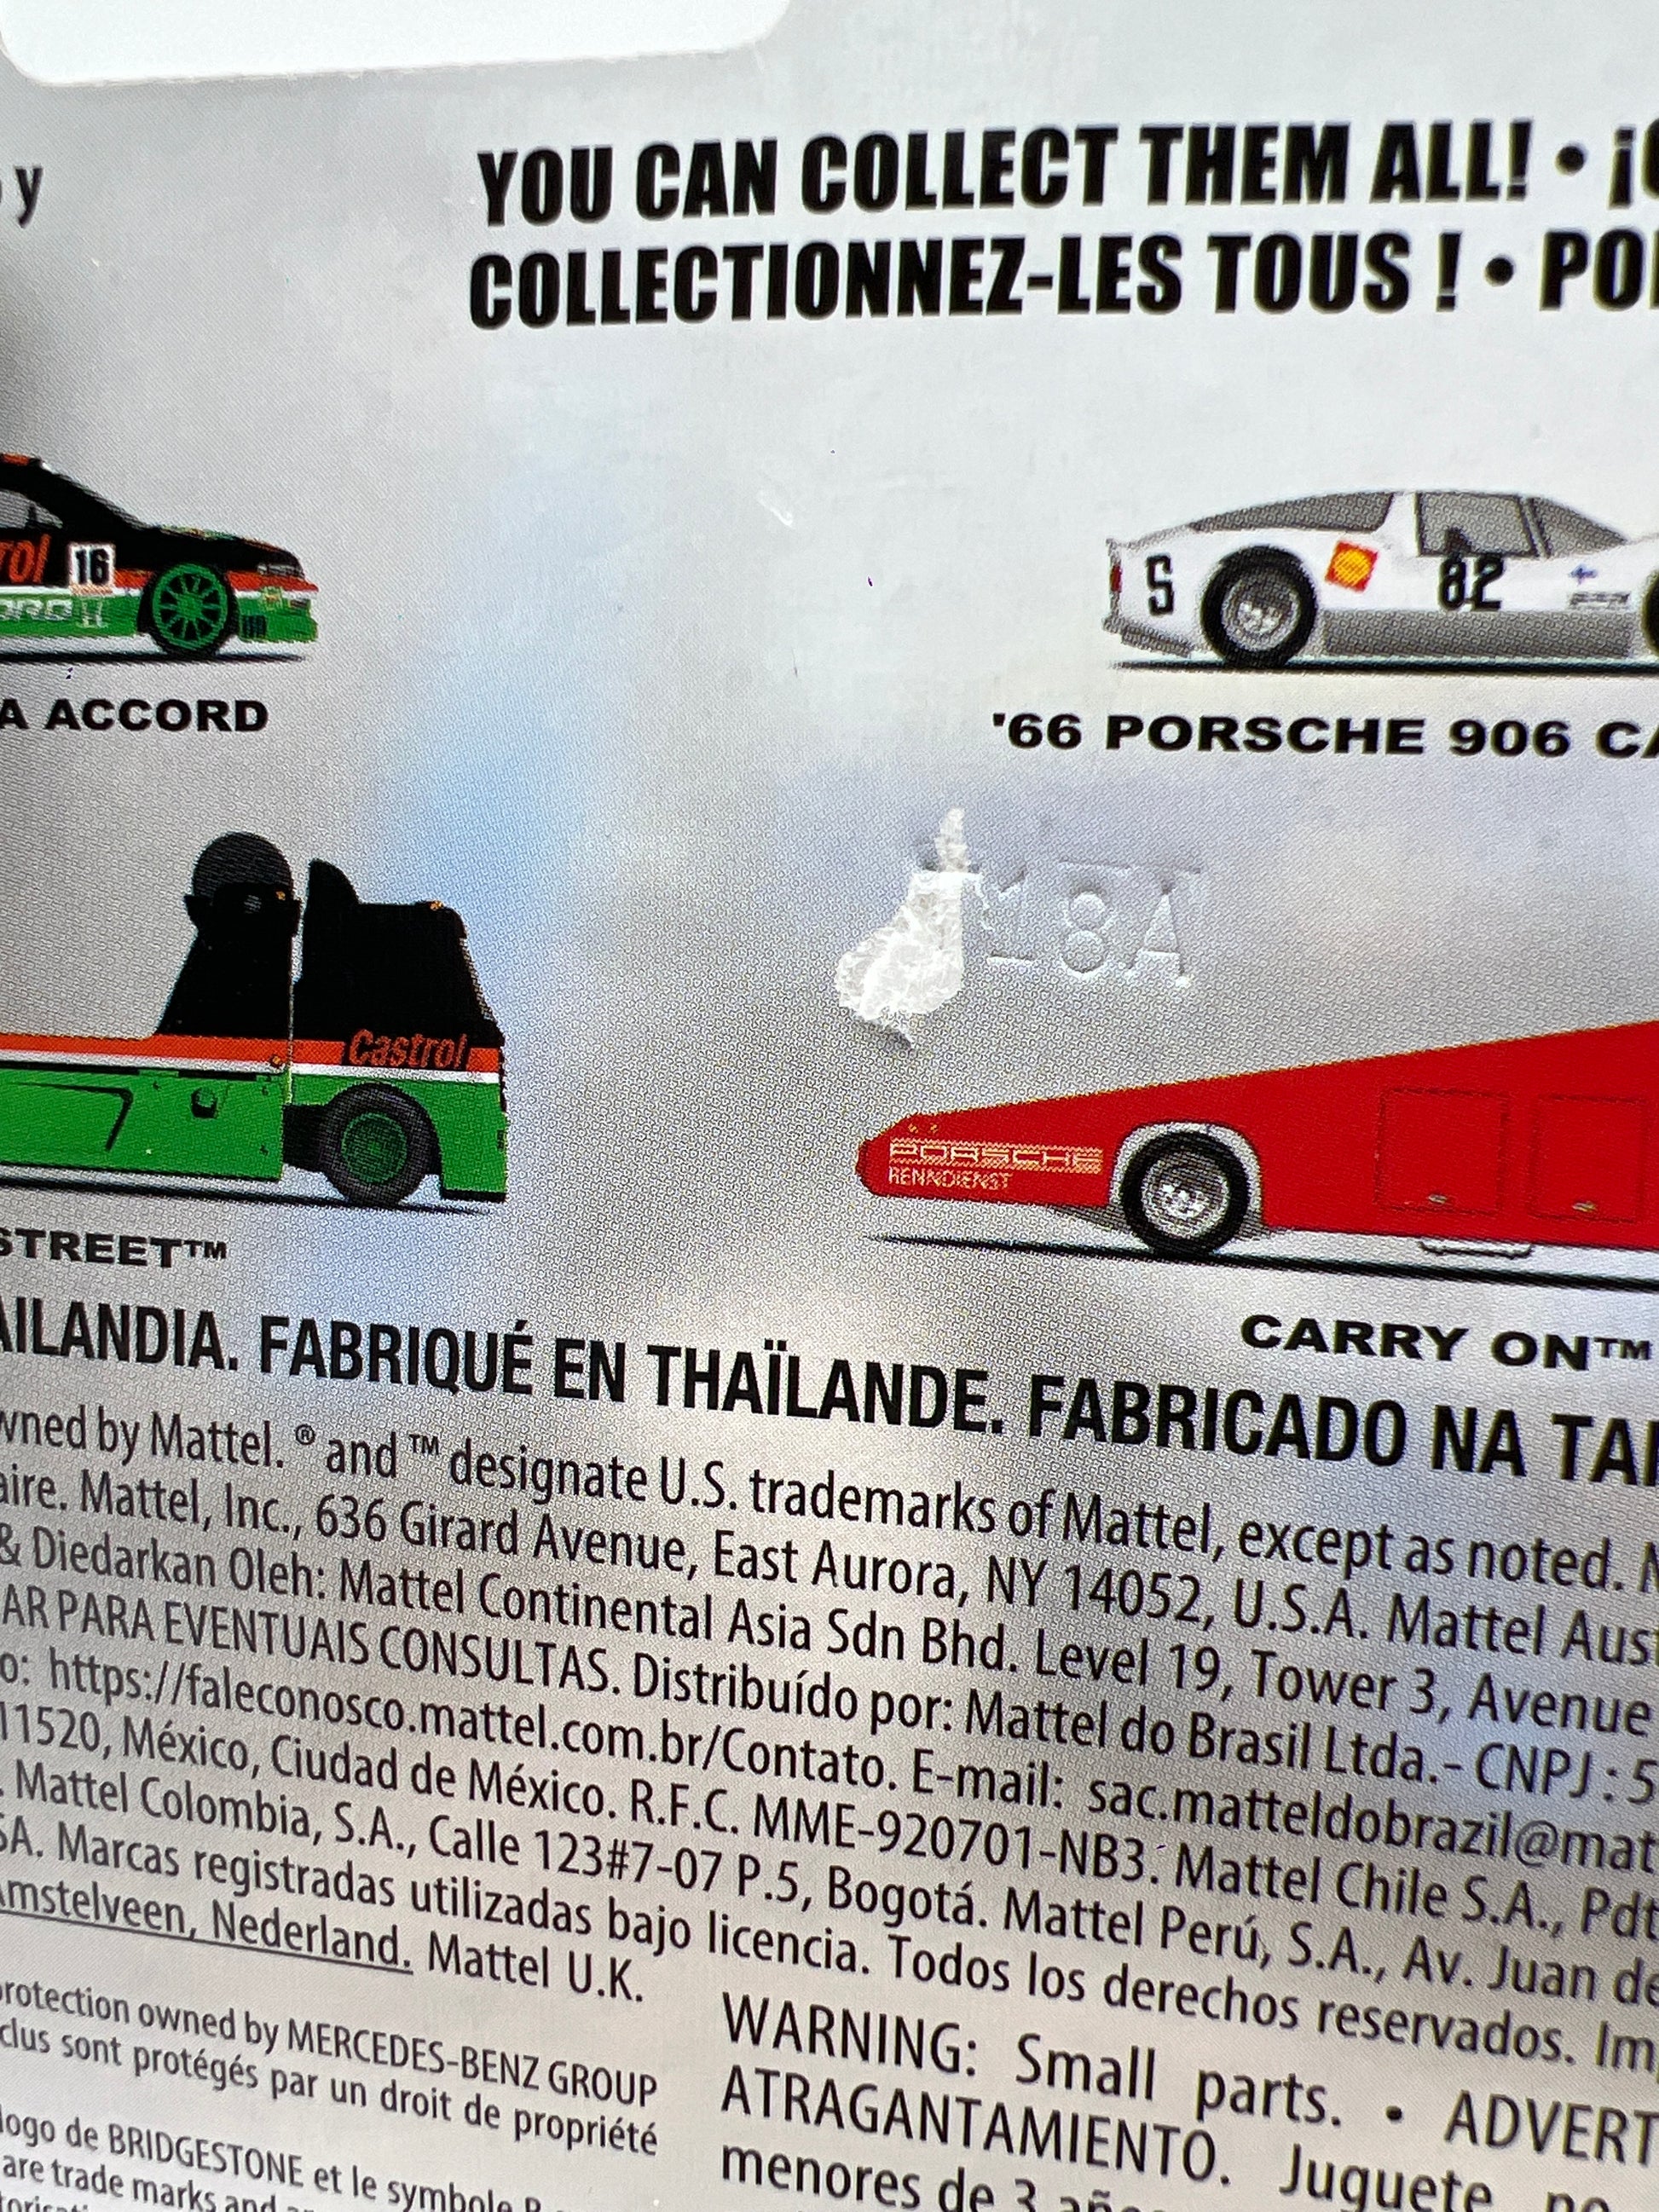 y
YOU CAN COLLECT THEM ALL! •
COLLECTIONNEZ-LES TOUS ! •
16
S
82
ACCORD
'66 PORSCHE 906
18A
Castrol
PORSCHE
RENNDIENST
STREET™
CARRY ON™
AILANDIA. FABRIQUÉ EN THAÏLANDE. FABRICADO NA TAI
wned by Mattel. ® and ™ designate U.S. trademarks of Mattel, except as noted.
aire. Mattel, Inc., 636 Girard Avenue, East Aurora, NY 14052, U.S.A. Mattel Aus
& Diedarkan Oleh: Mattel Continental Asia Sdn Bhd. Level 19, Tower 3, Avenue
AR PARA EVENTUAIS CONSULTAS. Distribuído por: Mattel do Brasil Ltda.- CNPJ : 5
o: https://faleconosco.mattel.com.br/Contato. E-mail: sac.matteldobrazil@mat
11520, México, Ciudad de México. R.F.C. MME-920701-NB3. Mattel Chile S.A., Pdt
. Mattel Colombia, S.A., Calle 123#7-07 P.5, Bogotá. Mattel Perú, S.A., Av. Juan de
SA. Marcas registradas utilizadas bajo licencia. Todos los derechos reservados. Im
Amstelveen, Nederland. Mattel U.K.
rotection owned by MERCEDES-BENZ GROUP
clus sont protégés par un droit de propriété
logo de BRIDGESTONE et le symbole B
are trade marks and
WARNING: Small parts. • ADVERT
ATRAGANTAMIENTO. Juguete no
menores de 3